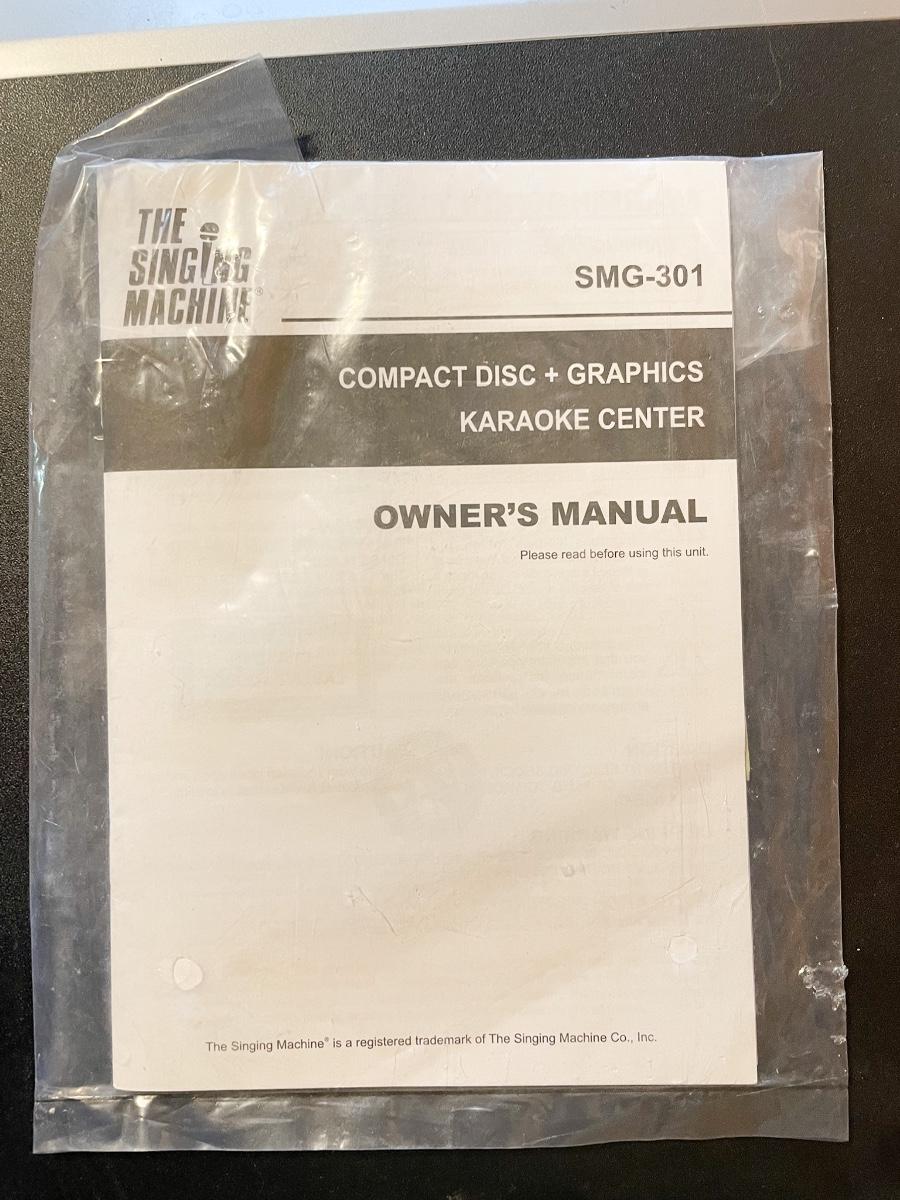 THE
SINGING
MACHINE®
SMG-301
COMPACT DISC + GRAPHICS
KARAOKE CENTER
OWNER'S MANUAL
Please read before using this unit.
The Singing Machine® is a registered trademark of The Singing Machine Co., Inc.